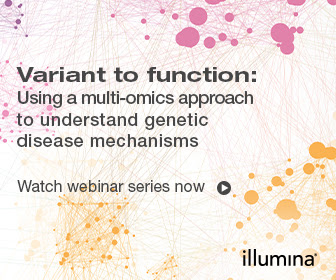 Variant to function:
Using a multi-omics approach
to understand genetic
disease mechanisms
Watch webinar series now
illumina®